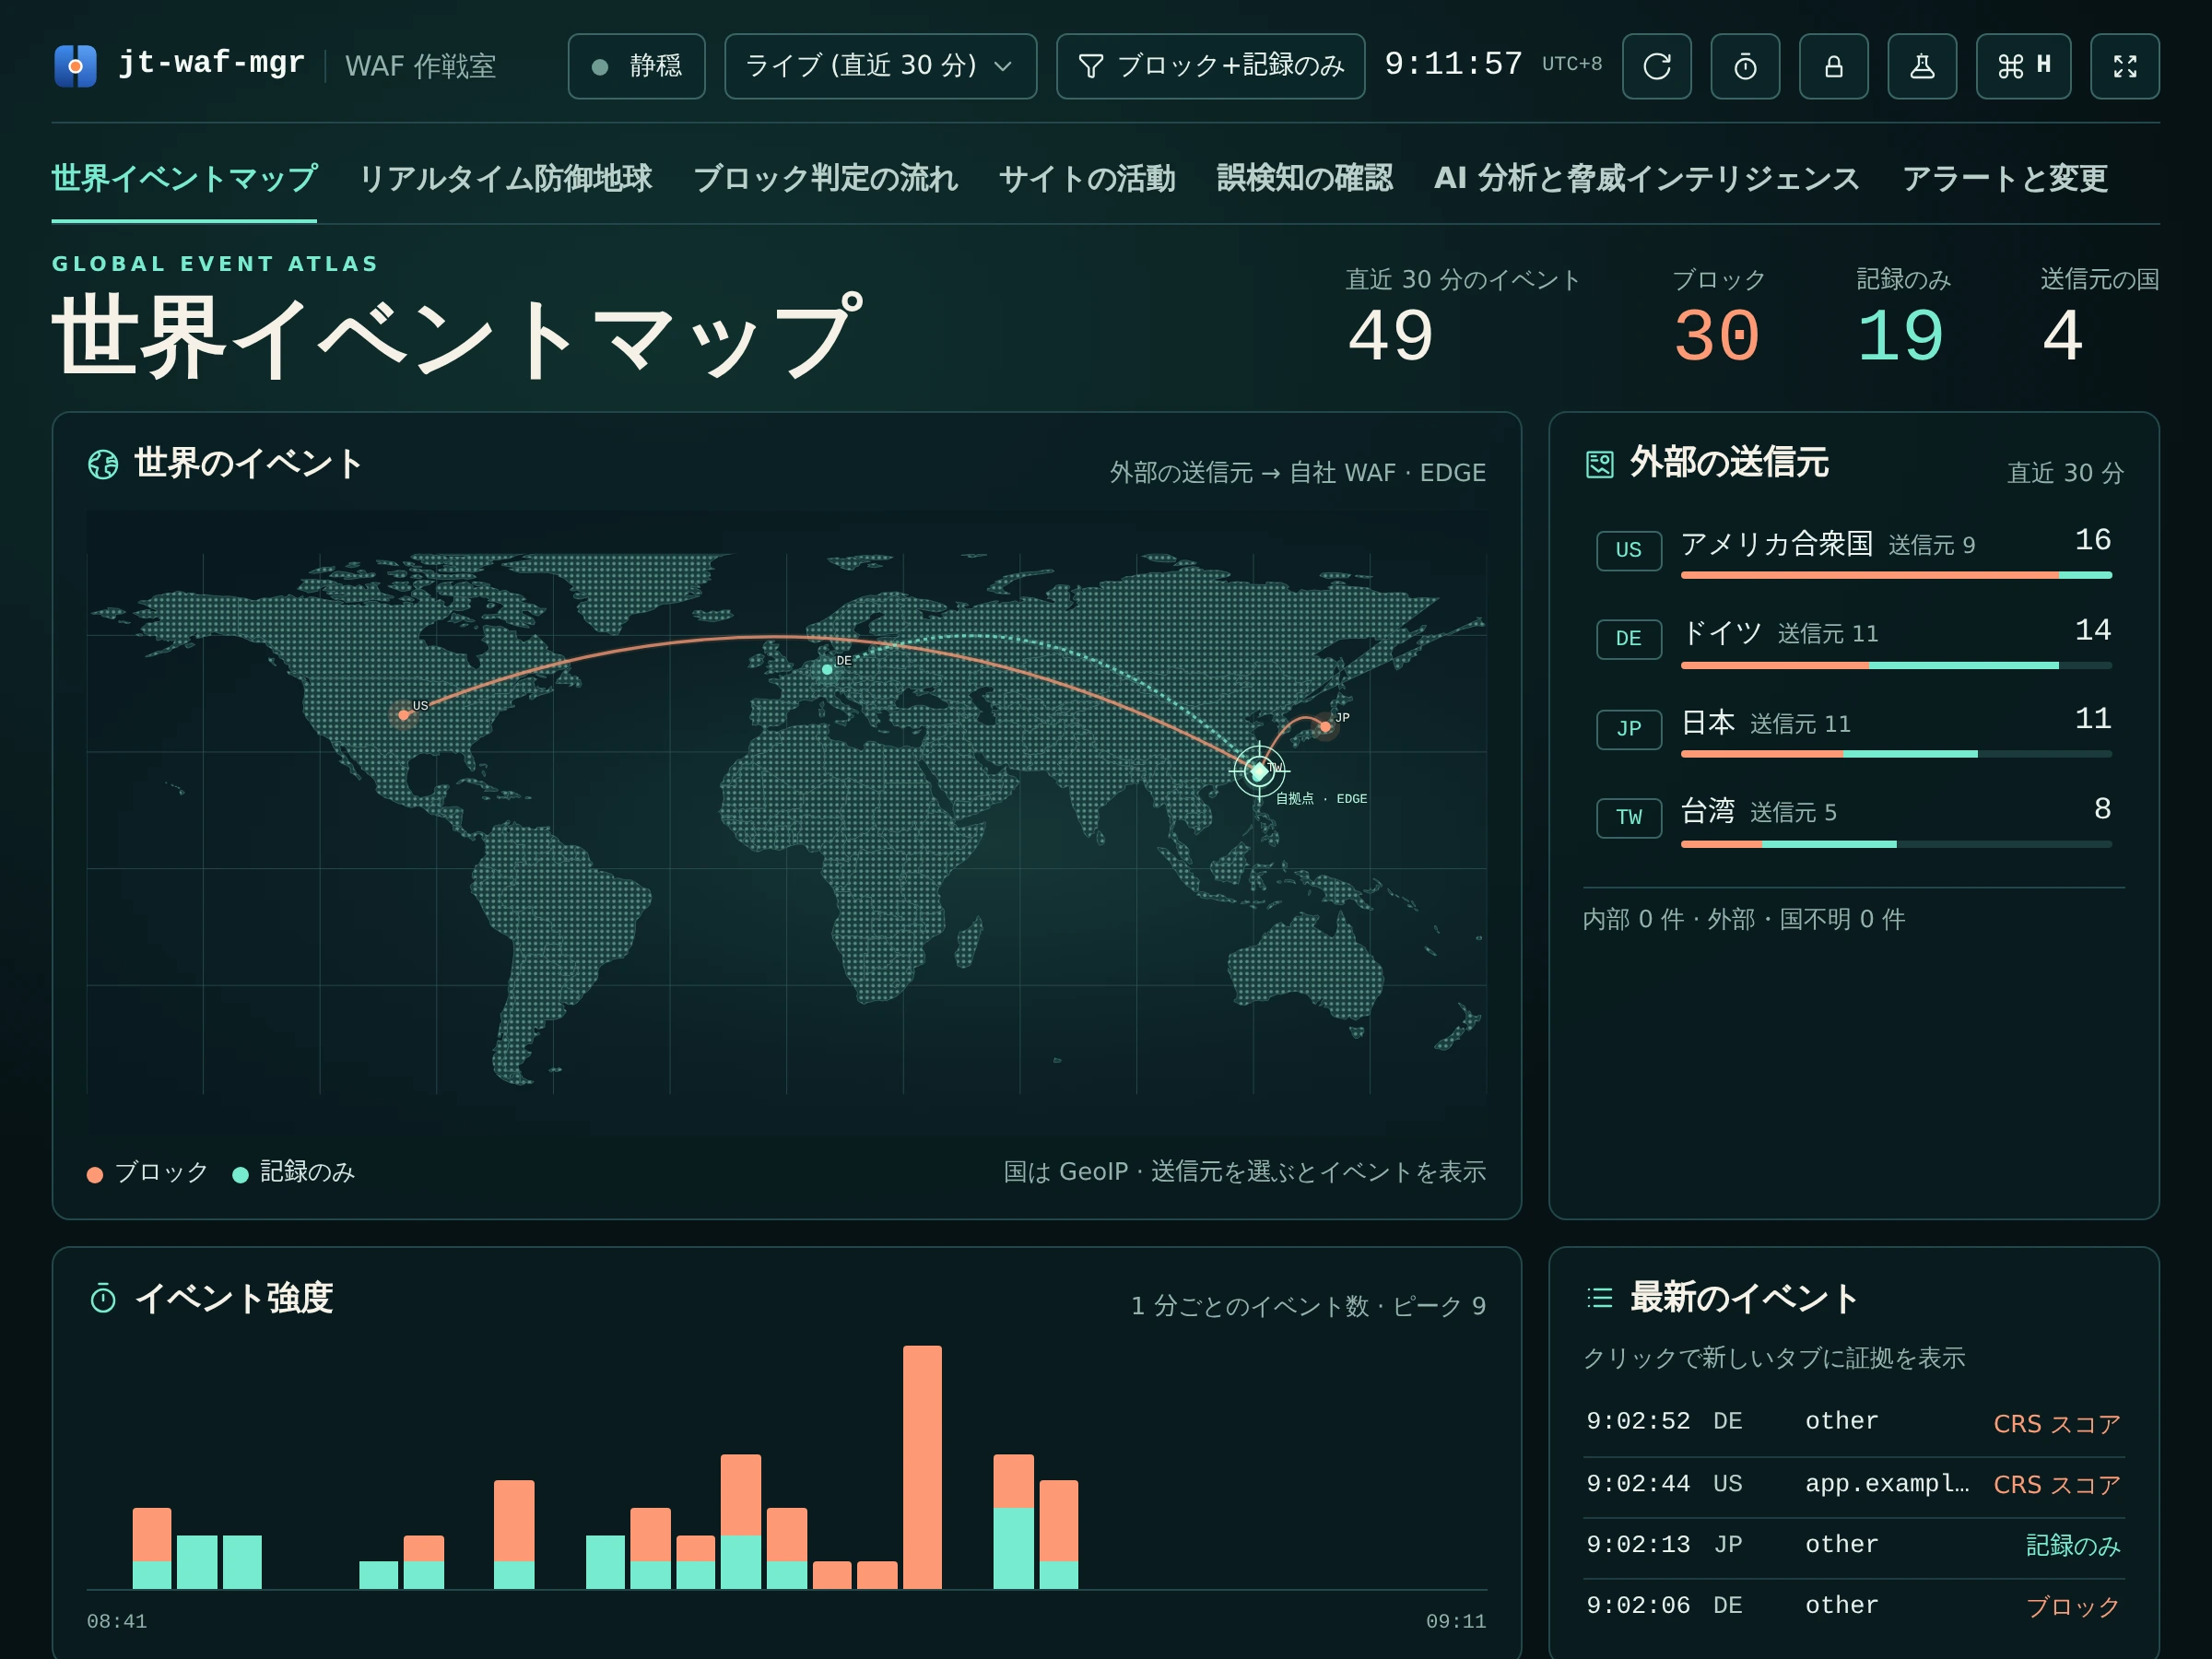 jt-waf-mgr WAF 作戦室 静穏 ライブ (直近 30 分) ブロック+記録のみ 9:11:57 UTC+8 ⌘ H
世界イベントマップ リアルタイム防御地球 ブロック判定の流れ サイトの活動 誤検知の確認 AI 分析と脅威インテリジェンス アラートと変更
GLOBAL EVENT ATLAS
世界イベントマップ
直近 30 分のイベント ブロック 記録のみ 送信元の国
49 30 19 4
世界のイベント
外部の送信元 → 自社 WAF · EDGE
US
DE
JP
TW
自拠点 · EDGE
ブロック 記録のみ
国は GeoIP · 送信元を選ぶとイベントを表示
外部の送信元
直近 30 分
US アメリカ合衆国 送信元 9 16
DE ドイツ 送信元 11 14
JP 日本 送信元 11 11
TW 台湾 送信元 5 8
内部 0 件 · 外部・国不明 0 件
イベント強度
1 分ごとのイベント数 · ピーク 9
08:41 09:11
最新のイベント
クリックで新しいタブに証拠を表示
9:02:52 DE other CRS スコア
9:02:44 US app.exampl… CRS スコア
9:02:13 JP other 記録のみ
9:02:06 DE other ブロック